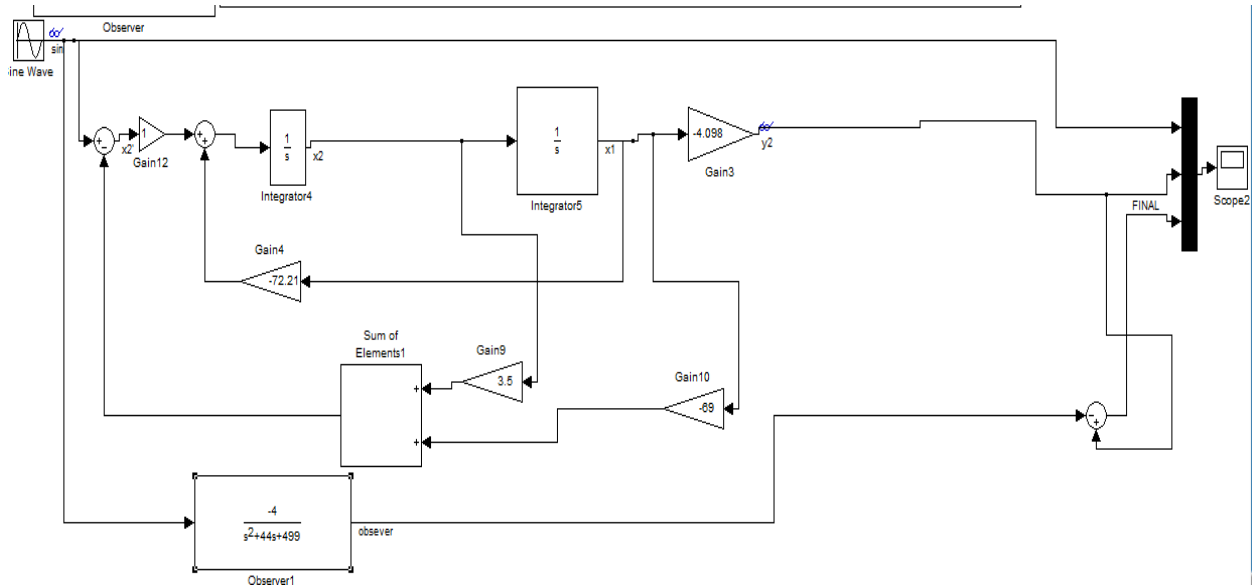 Observer
sin
ine Wave
1
x2'
Gain12
+
-
+
+
1
s
x2
Integrator4
1
s
x1
Integrator5
-4.098
Gain3
y2
FINAL
Scope2
Gain4
-72.21
Sum of
Elements1
+
+
Gain9
3.5
Gain10
-69
-
+
-4
s2+44s+499
obsever
Observer1